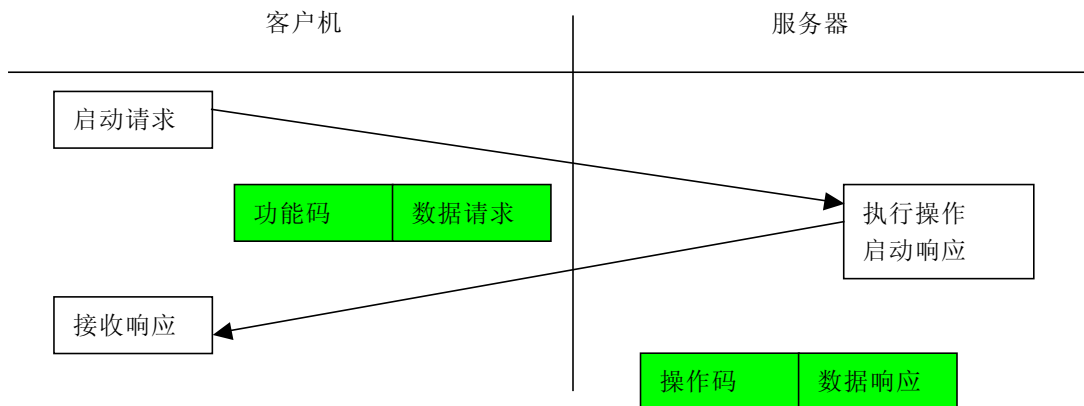 客户机
服务器
启动请求
功能码
数据请求
执行操作
启动响应
接收响应
操作码
数据响应